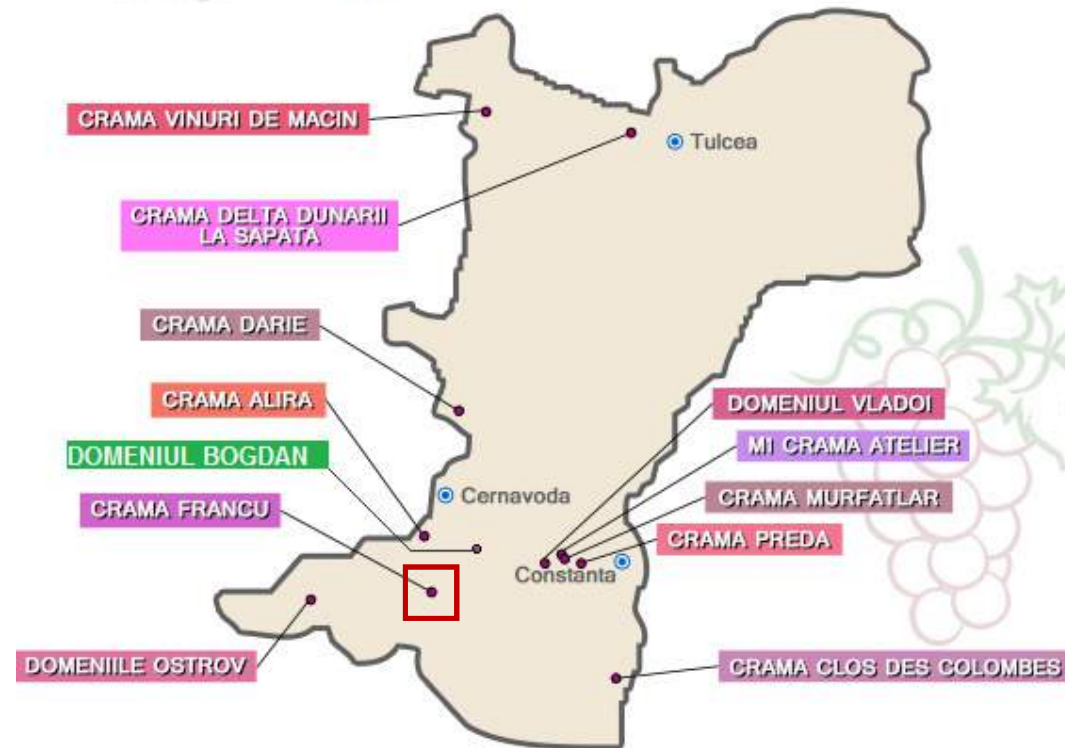 CRAMA VINURI DE MACIN
Tulcea
CRAMA DELTA DUNARII
LA SAPATA
CRAMA DARIE
CRAMA ALIRA
DOMENIUL VLADOI
DOMENIUL BOGDAN
M1 CRAMA ATELIER
Cernavoda
CRAMA FRANCU
CRAMA MURFATLAR
CRAMA PREDA
Constanta
DOMENIILE OSTROV
CRAMA CLOS DES COLOMBES